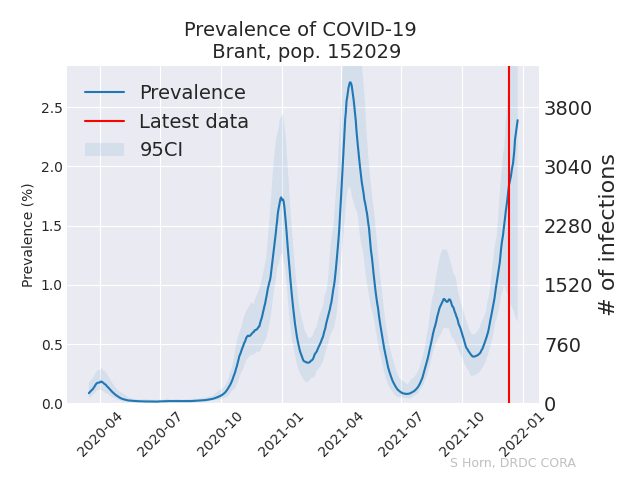 Prevalence of COVID-19
Brant, pop. 152029
Prevalence
Latest data
95CI
Prevalence (%)
2.5
2.0
1.5
1.0
0.5
0.0
3800
3040
2280
1520
760
0
# of infections
2020-04
2020-07
2020-10
2021-01
2021-04
2021-07
2021-10
2022-01
S Horn, DRDC CORA